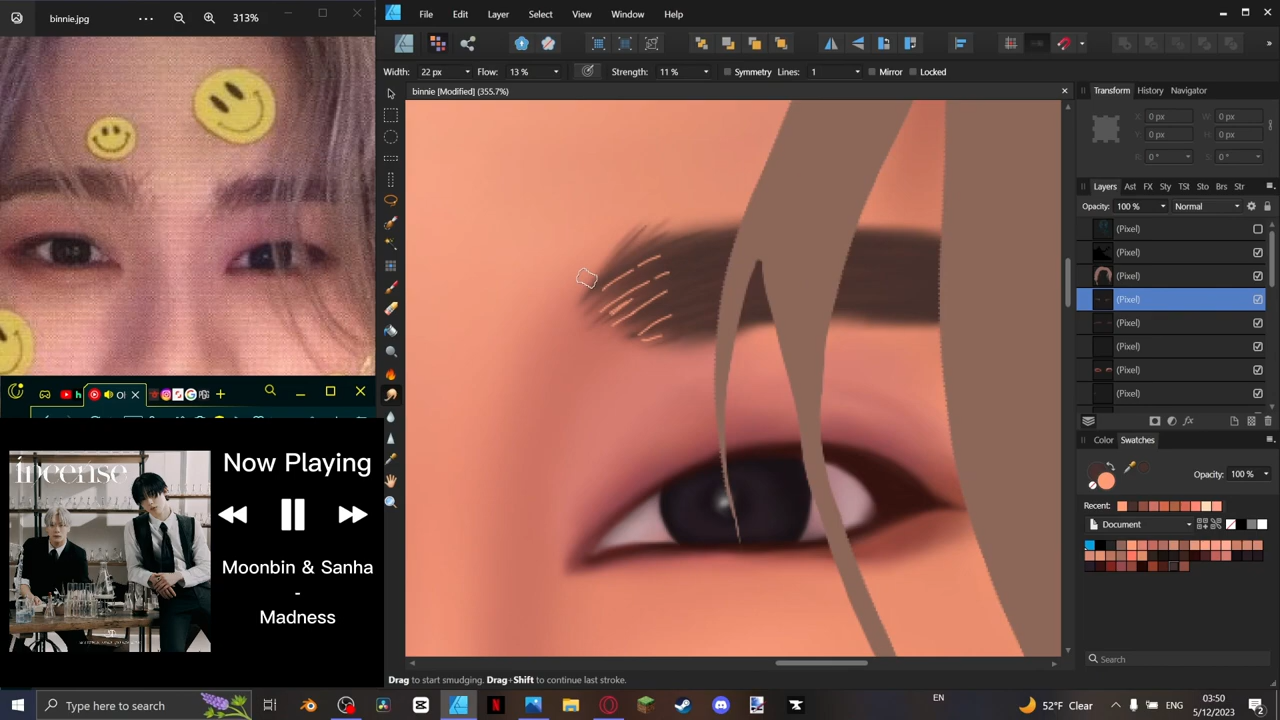 binnie.jpg
313%
File Edit Layer Select View Text Window Help
Width: 22 px Flow: 13 % Strength: 11 % Symmetry Lines: 1 Mirror Locked
binnie [Modified] (355.7%)
Transform History Navigator
X: 0 px W: 0 px
Y: 0 px H: 0 px
R: 0 ° S: 0 °
Layers Ast FX Sty TSt Sto Brs Str
Opacity: 100 % Normal
(Pixel)
(Pixel)
(Pixel)
(Pixel)
(Pixel)
(Pixel)
(Pixel)
(Pixel)
Color Swatches
Opacity: 100 %
Recent:
Document
Search
incense
Now Playing
Moonbin & Sanha
-
Madness
Drag to start smudging. Drag+Shift to continue last stroke.
Type here to search
EN
52°F Clear
ENG
03:50
5/12/2023
2